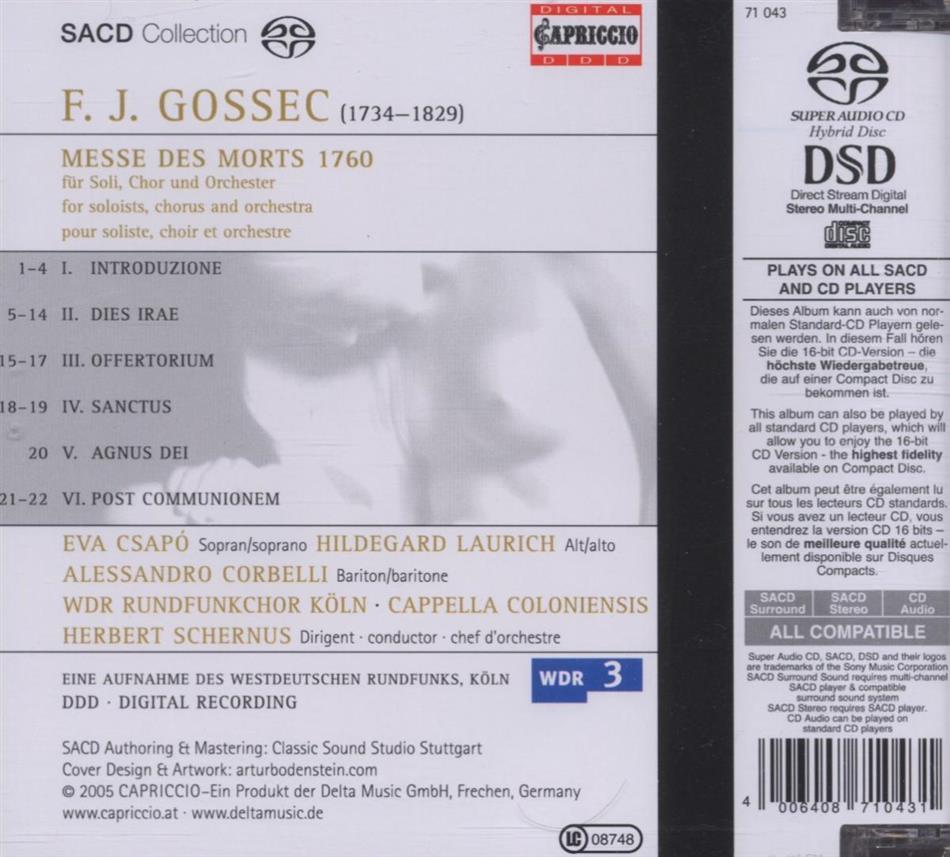 SACD Collection
DIGITAL
CAPRICCIO
D D D
F. J. GOSSEC (1734–1829)
MESSE DES MORTS 1760
für Soli, Chor und Orchester
for soloists, chorus and orchestra
pour soliste, choir et orchestre
1–4 I. INTRODUZIONE
5–14 II. DIES IRAE
15–17 III. OFFERTORIUM
18–19 IV. SANCTUS
20 V. AGNUS DEI
21–22 VI. POST COMMUNIONEM
EVA CSAPÓ Sopran/soprano HILDEGARD LAURICH Alt/alto
ALESSANDRO CORBELLI Bariton/baritone
WDR RUNDFUNKCHOR KÖLN · CAPPELLA COLONIENSIS
HERBERT SCHERNUS Dirigent · conductor · chef d'orchestre
EINE AUFNAHME DES WESTDEUTSCHEN RUNDFUNKS, KÖLN
DDD · DIGITAL RECORDING
WDR 3
SACD Authoring & Mastering: Classic Sound Studio Stuttgart
Cover Design & Artwork: arturbodenstein.com
© 2005 CAPRICCIO–Ein Produkt der Delta Music GmbH, Frechen, Germany
www.capriccio.at · www.deltamusic.de
LC 08748
71 043
SUPER AUDIO CD
Hybrid Disc
DSD
Direct Stream Digital
Stereo Multi-Channel
COMPACT
disc
DIGITAL AUDIO
PLAYS ON ALL SACD
AND CD PLAYERS
Dieses Album kann auch von nor-
malen Standard-CD Playern gele-
sen werden. In diesem Fall hören
Sie die 16-bit CD-Version – die
höchste Wiedergabetreue,
die auf einer Compact Disc zu
bekommen ist.
This album can also be played by
all standard CD players, which will
allow you to enjoy the 16-bit
CD Version - the highest fidelity
available on Compact Disc.
Cet album peut être également lu
sur tous les lecteurs CD standards.
Si vous avez un lecteur CD, vous
entendrez la version CD 16 bits –
le son de meilleure qualité actuel-
lement disponible sur Disques
Compacts.
SACD Surround
SACD Stereo
CD Audio
ALL COMPATIBLE
Super Audio CD, SACD, DSD and their logos
are trademarks of the Sony Music Corporation
SACD Surround Sound requires multi-channel
SACD player & compatible
surround sound system
SACD Stereo requires SACD player.
CD Audio can be played on
standard CD players
4 006408 710431